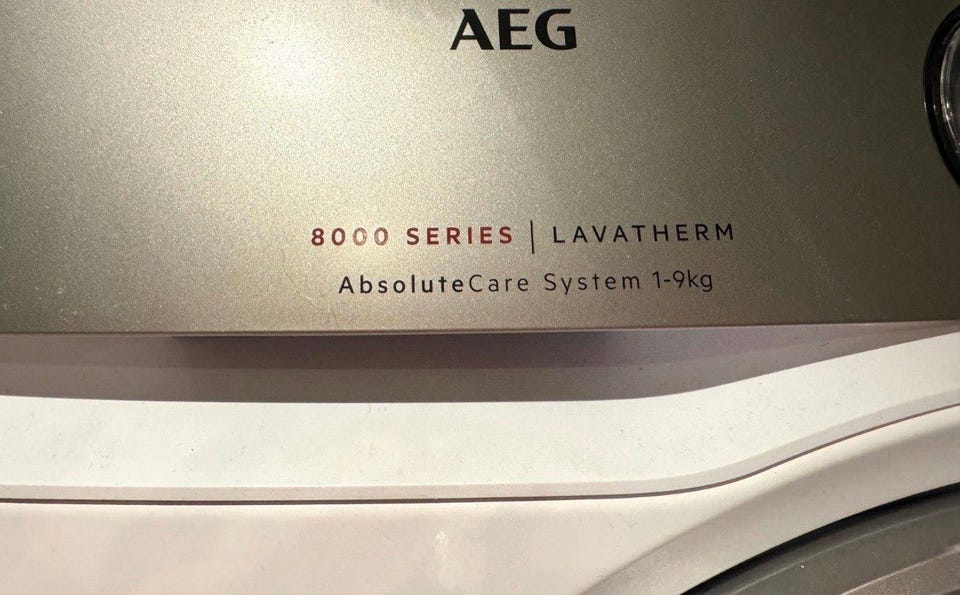 AEG
8000 SERIES | LAVATHERM
AbsoluteCare System 1-9kg